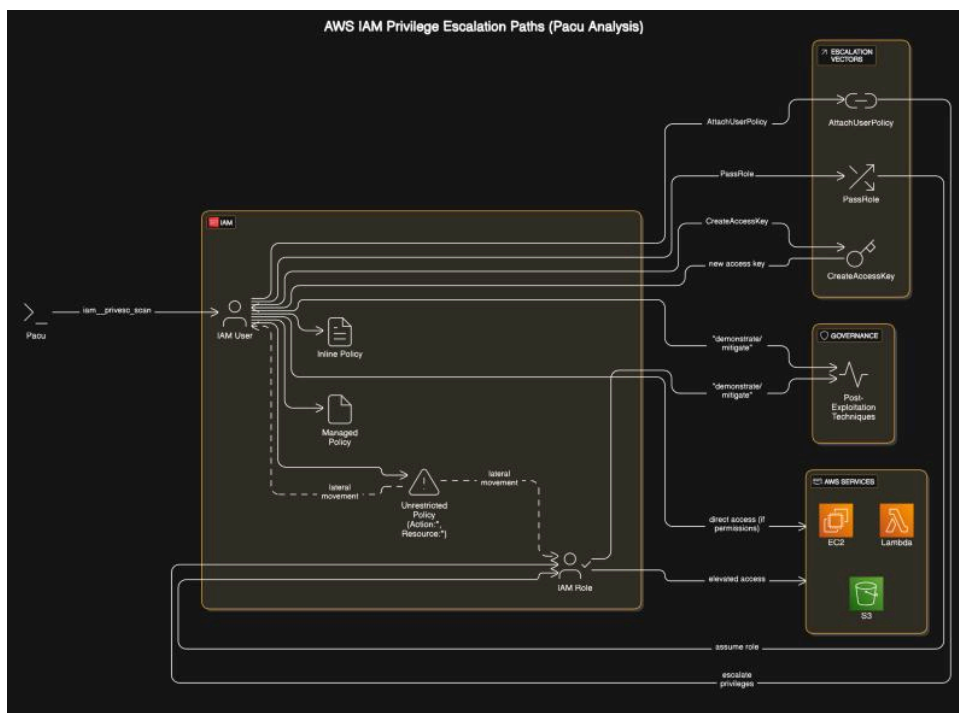 AWS IAM Privilege Escalation Paths (Pacu Analysis)
ESCALATION
VECTORS
AttachUserPolicy
AttachUserPolicy
PassRole
PassRole
IAM
CreateAccessKey
new access key
CreateAccessKey
iam__privesc_scan
Pacu
IAM User
Inline Policy
GOVERNANCE
"demonstrate/
mitigate"
"demonstrate/
mitigate"
Post-
Exploitation
Techniques
Managed
Policy
lateral
movement
lateral
movement
Unrestricted
Policy
(Action:*,
Resource:*)
AWS SERVICES
direct access (if
permissions)
EC2
Lambda
IAM Role
elevated access
S3
assume role
escalate
privileges